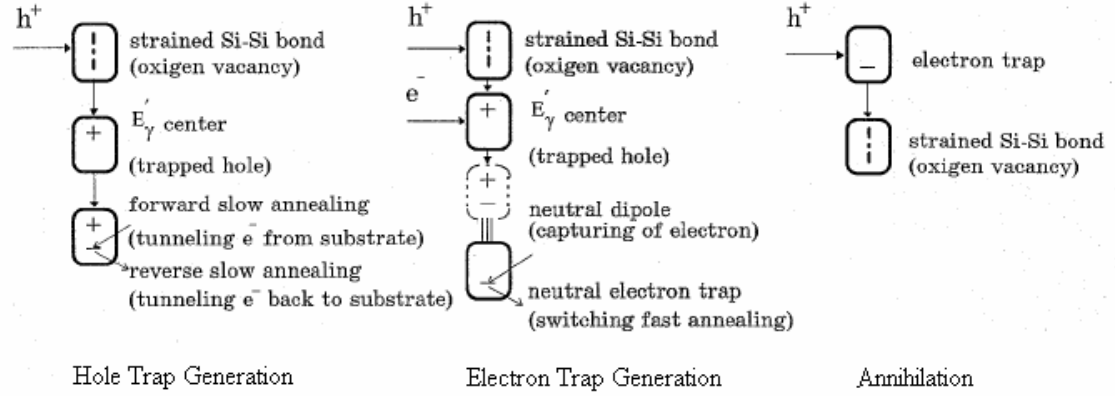 h+
strained Si-Si bond
(oxigen vacancy)
E'γ center
(trapped hole)
+
+
−
forward slow annealing
(tunneling e− from substrate)
reverse slow annealing
(tunneling e− back to substrate)
Hole Trap Generation
h+
strained Si-Si bond
(oxigen vacancy)
e−
+
E'γ center
(trapped hole)
+
−
neutral dipole
(capturing of electron)
−
neutral electron trap
(switching fast annealing)
Electron Trap Generation
h+
−
electron trap
strained Si-Si bond
(oxigen vacancy)
Annihilation